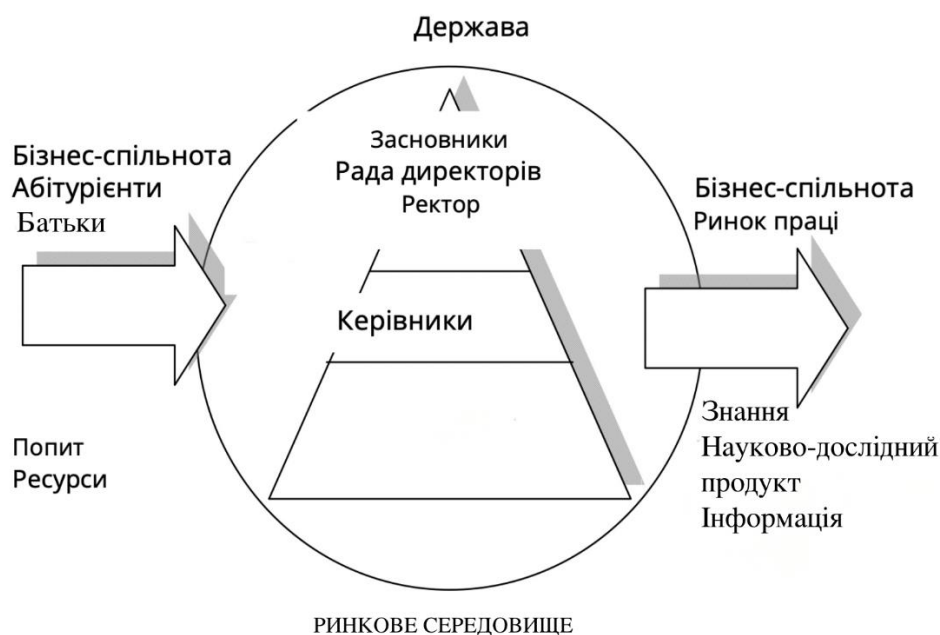 Держава
Засновники
Рада директорів
Ректор
Бізнес-спільнота
Абітурієнти
Батьки
Бізнес-спільнота
Ринок праці
Керівники
Попит
Ресурси
Знання
Науково-дослідний
продукт
Інформація
РИНКОВЕ СЕРЕДОВИЩЕ